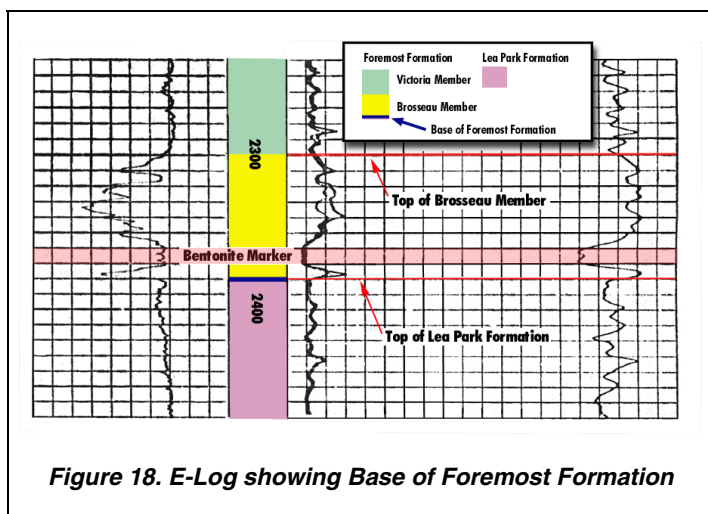 Foremost Formation
Lea Park Formation
Victoria Member
Brosseau Member
Base of Foremost Formation
2300
Top of Brosseau Member
Bentonite Marker
2400
Top of Lea Park Formation
Figure 18. E-Log showing Base of Foremost Formation